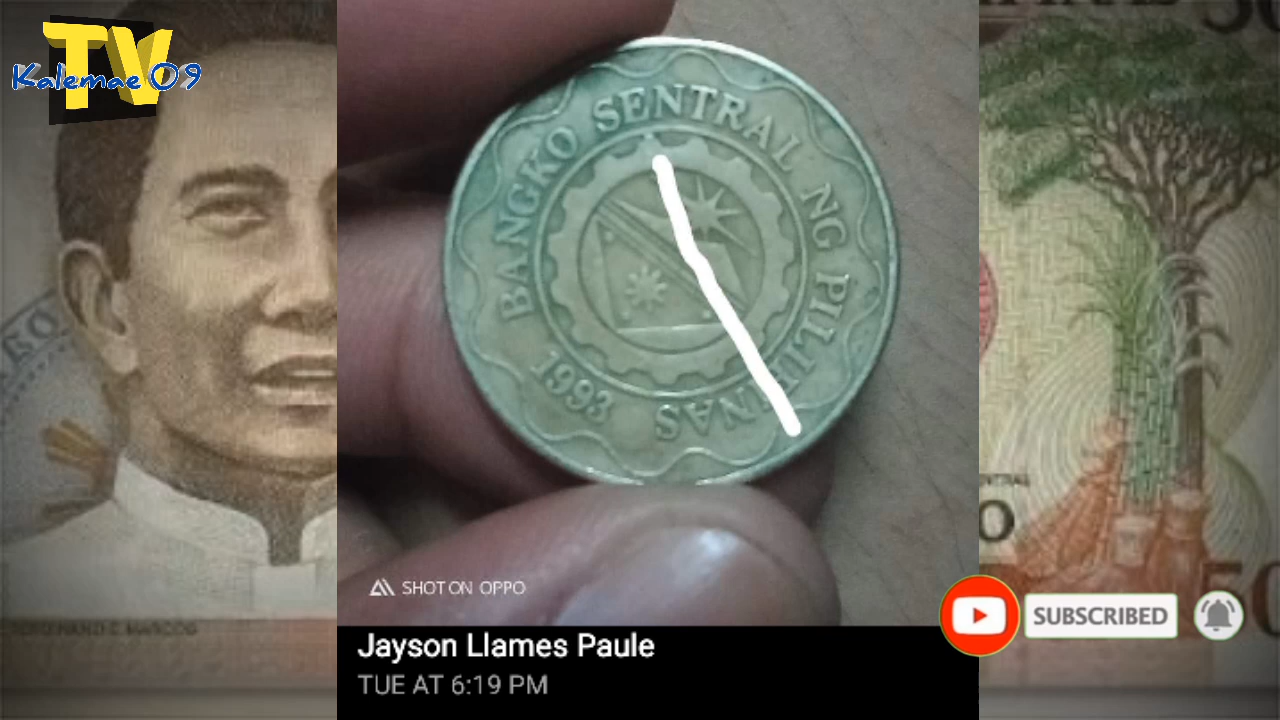 TV
Kalemae 09
BANGKO SENTRAL NG PILIPINAS
1993
SHOT ON OPPO
Jayson Llames Paule
TUE AT 6:19 PM
SUBSCRIBED